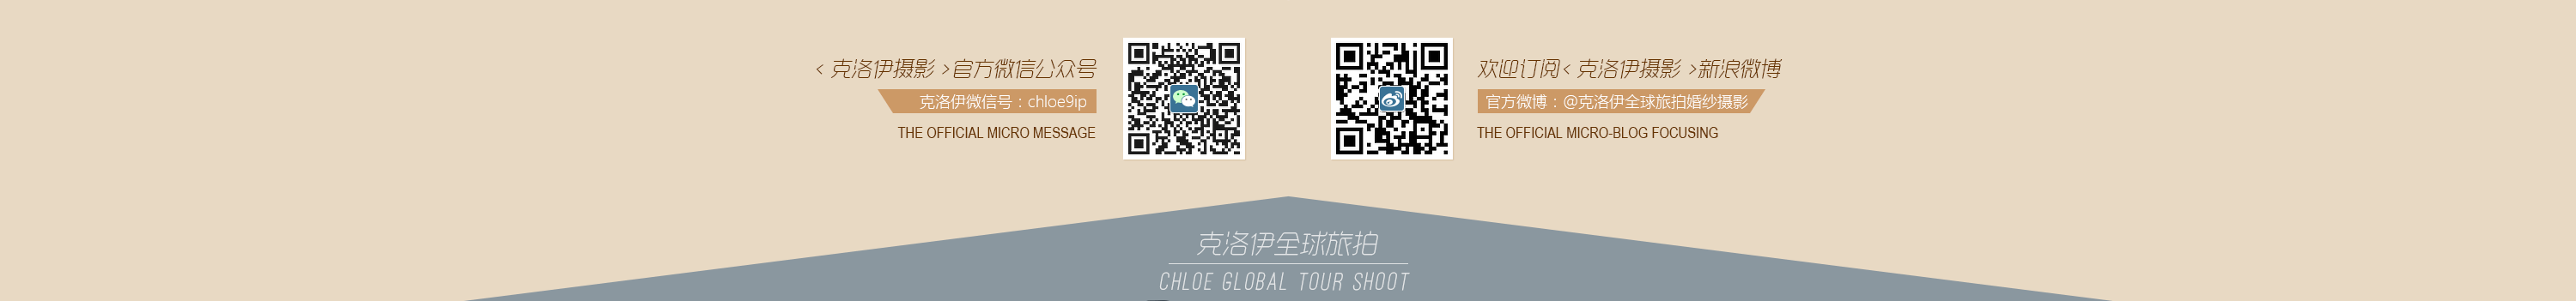 < 克洛伊摄影 >官方微信公众号
克洛伊微信号：chloe9ip
THE OFFICIAL MICRO MESSAGE
欢迎订阅< 克洛伊摄影 >新浪微博
官方微博：@克洛伊全球旅拍婚纱摄影
THE OFFICIAL MICRO-BLOG FOCUSING
克洛伊全球旅拍
CHLOE GLOBAL TOUR SHOOT